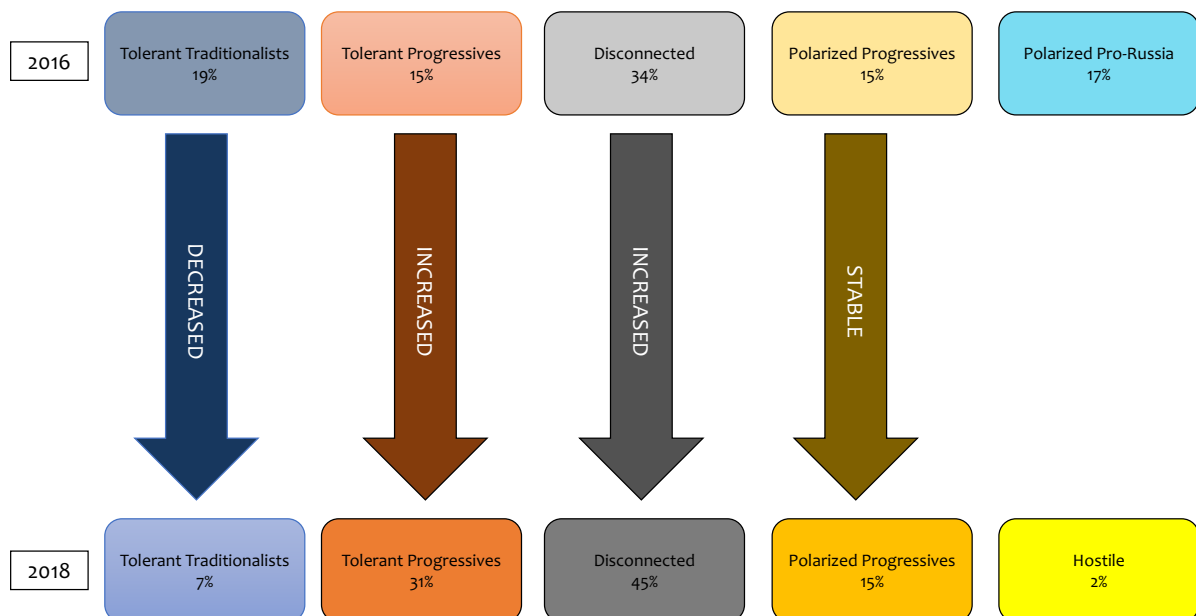 2016
Tolerant Traditionalists
19%
Tolerant Progressives
15%
Disconnected
34%
Polarized Progressives
15%
Polarized Pro-Russia
17%
DECREASED
INCREASED
INCREASED
STABLE
2018
Tolerant Traditionalists
7%
Tolerant Progressives
31%
Disconnected
45%
Polarized Progressives
15%
Hostile
2%